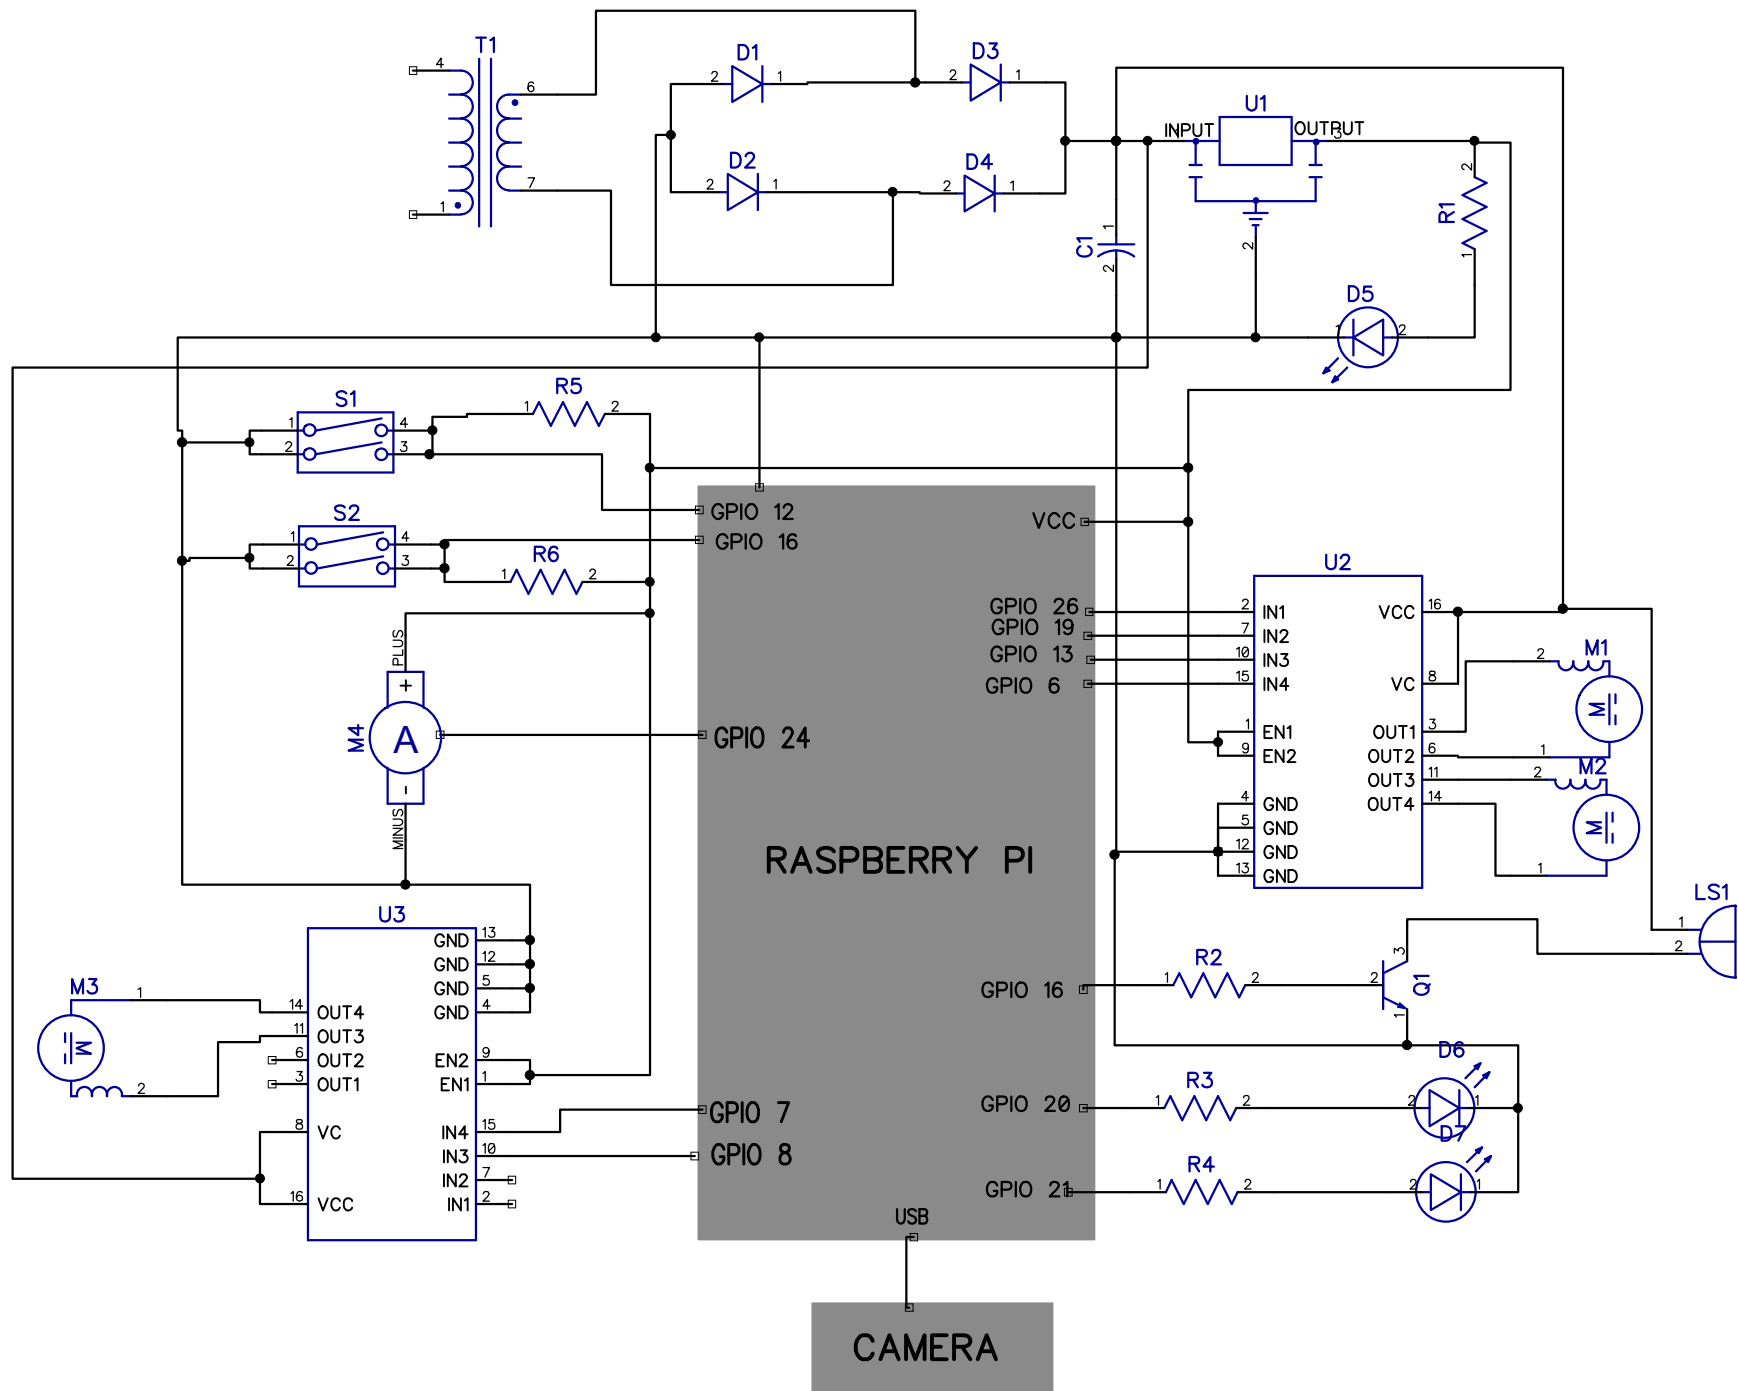 T1
4
6
7
1
D1
2 1
D3
2 1
D2
2 1
D4
2 1
U1
INPUT
OUTPUT
3
2
C1
1
2
R1
2
1
D5
1 2
S1
1 4
2 3
R5
1 2
S2
1 4
2 3
R6
1 2
GPIO 12
GPIO 16
VCC
GPIO 26
GPIO 19
GPIO 13
GPIO 6
GPIO 24
RASPBERRY PI
GPIO 16
GPIO 20
GPIO 7
GPIO 8
GPIO 21
USB
CAMERA
PLUS
+
M4
A
-
MINUS
U2
2 IN1 VCC 16
7 IN2
10 IN3
15 IN4 VC 8
1 EN1 OUT1 3
9 EN2 OUT2 6
OUT3 11
4 GND OUT4 14
5 GND
12 GND
13 GND
M1
2
M
1
M2
2
M
1
LS1
1
2
U3
GND 13
GND 12
GND 5
14 OUT4 GND 4
11 OUT3
6 OUT2 EN2 9
3 OUT1 EN1 1
8 VC IN4 15
IN3 10
IN2 7
16 VCC IN1 2
M3
1
M
2
R2
1 2
Q1
3
2
1
R3
1 2
D6
2 1
R4
1 2
D7
2 1